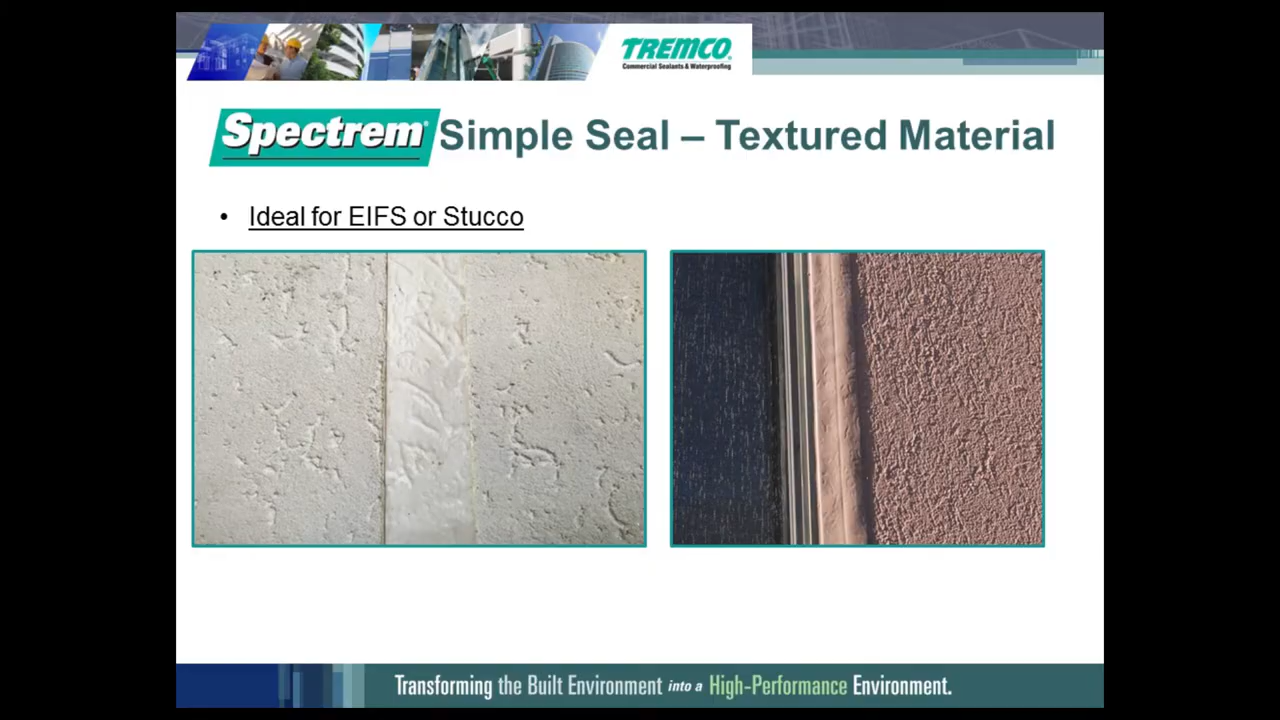 TREMCO®
Commercial Sealants & Waterproofing
Spectrem® Simple Seal – Textured Material
• Ideal for EIFS or Stucco
Transforming the Built Environment into a High-Performance Environment.